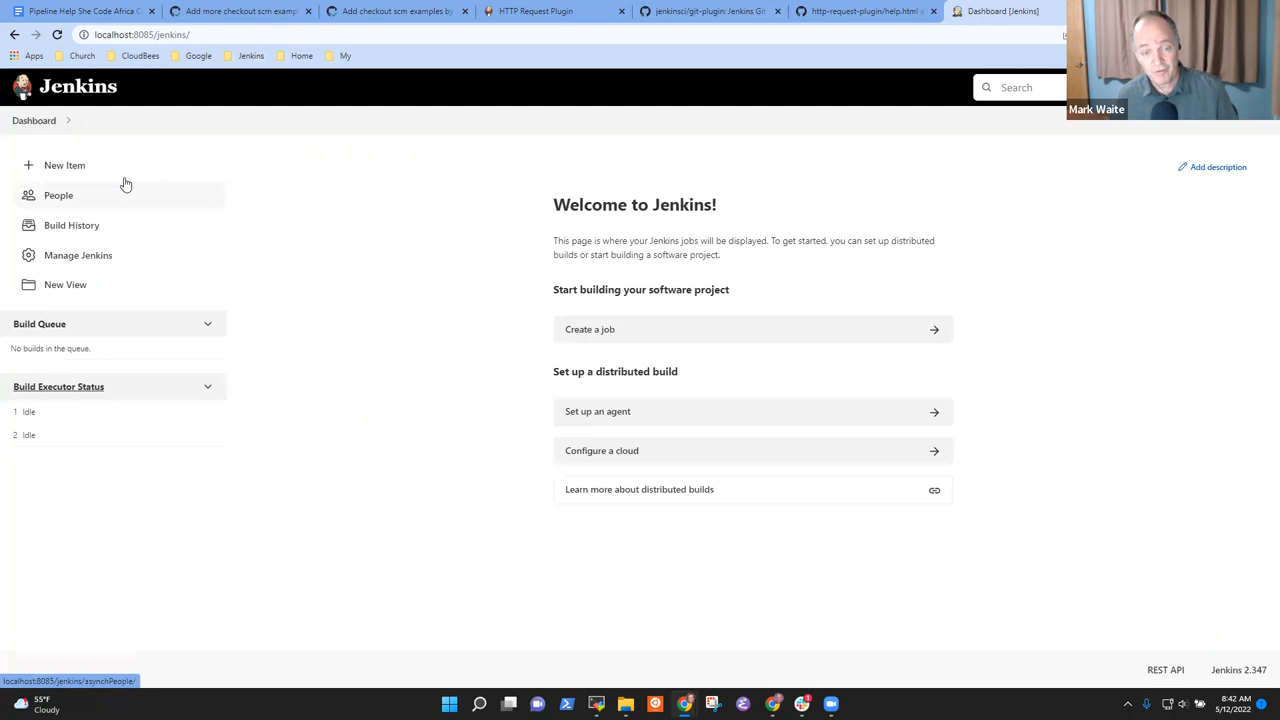 Pipeline Help She Code Africa C
Add more checkout scm exampl
Add checkout scm examples by
HTTP Request Plugin
jenkinsci/git-plugin: Jenkins Git
http-request-plugin/help.html a
Dashboard [Jenkins]
localhost:8085/jenkins/
Apps
Church
CloudBees
Google
Jenkins
Home
My
Jenkins
Search
Mark Waite
Dashboard
New Item
People
Build History
Manage Jenkins
New View
Build Queue
No builds in the queue.
Build Executor Status
1 Idle
2 Idle
Add description
Welcome to Jenkins!
This page is where your Jenkins jobs will be displayed. To get started, you can set up distributed
builds or start building a software project.
Start building your software project
Create a job
Set up a distributed build
Set up an agent
Configure a cloud
Learn more about distributed builds
REST API
Jenkins 2.347
localhost:8085/jenkins/asynchPeople/
55°F
Cloudy
8:42 AM
5/12/2022